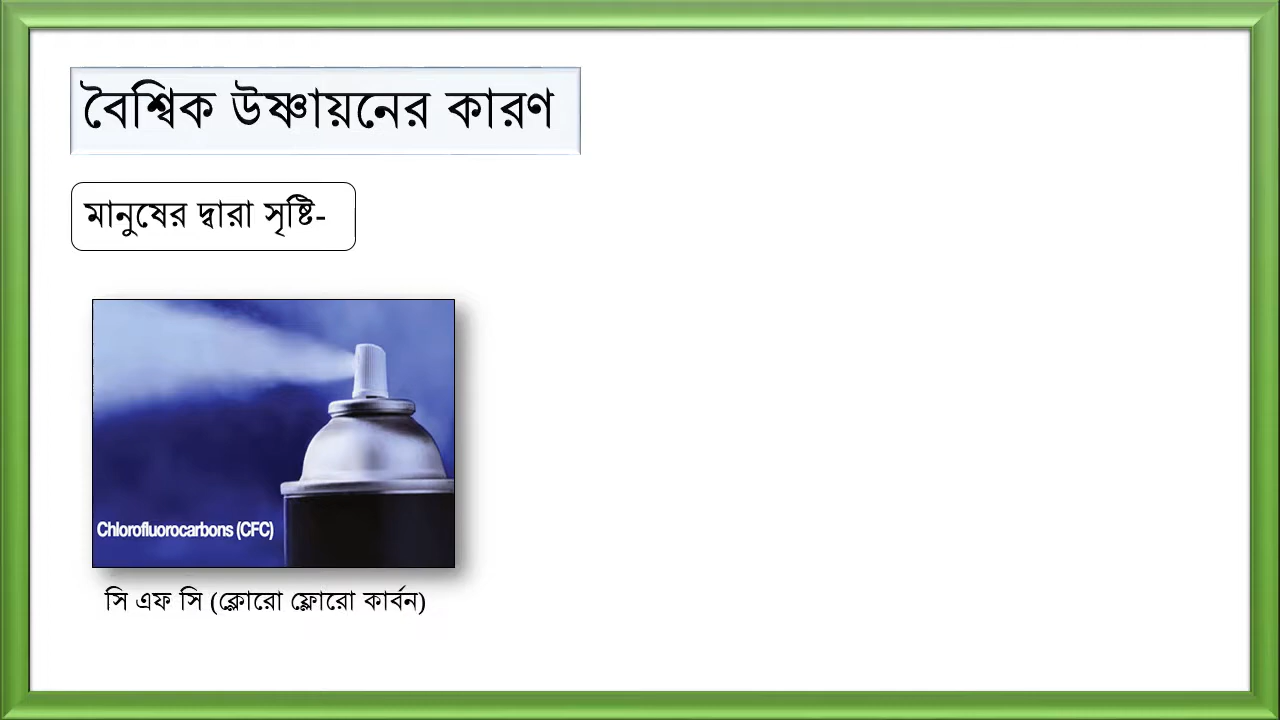 বৈশ্বিক উষ্ণায়নের কারণ
মানুষের দ্বারা সৃষ্টি-
Chlorofluorocarbons (CFC)
সি এফ সি (ক্লোরো ফ্লোরো কার্বন)